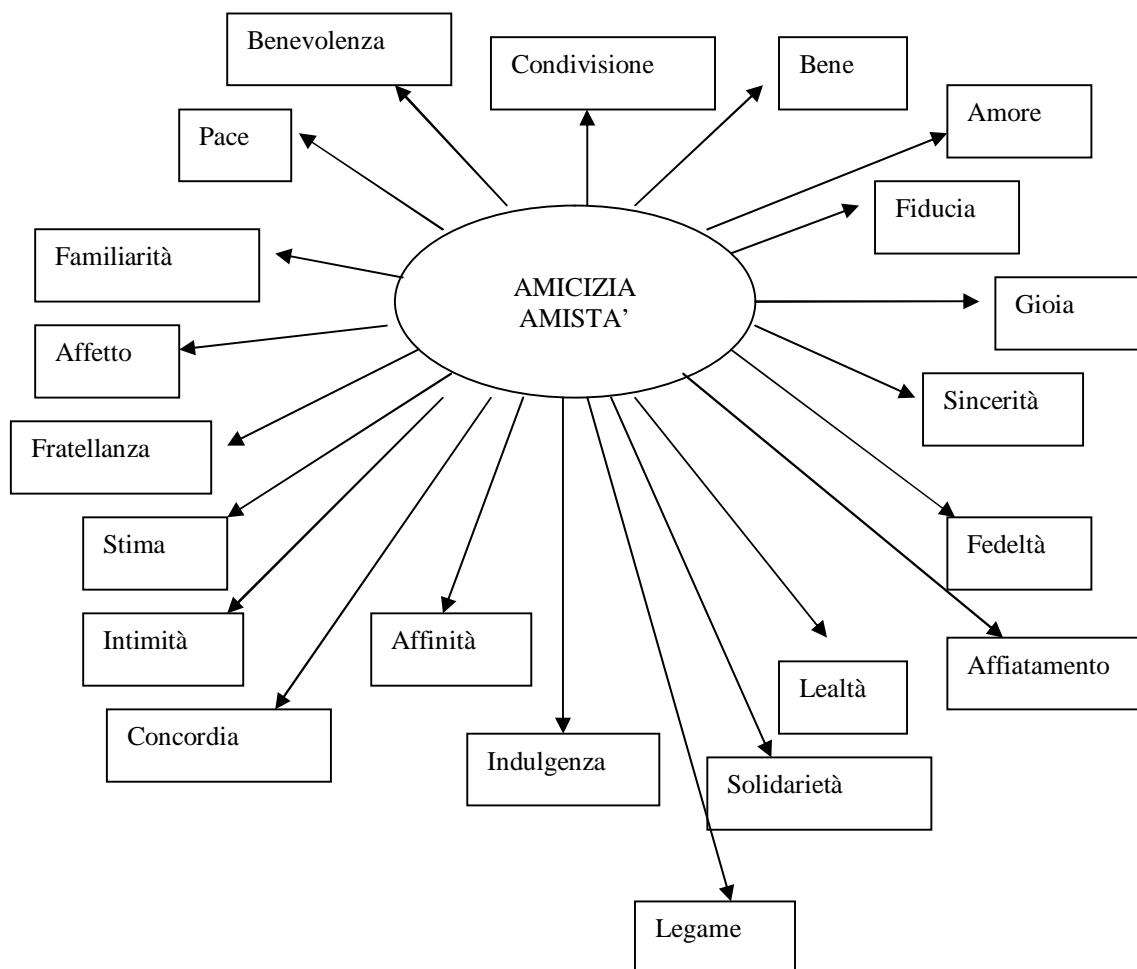 Benevolenza
Condivisione
Bene
Amore
Pace
Fiducia
Familiarità
AMICIZIA
AMISTA’
Gioia
Affetto
Sincerità
Fratellanza
Stima
Fedeltà
Intimità
Affinità
Affiatamento
Lealtà
Concordia
Indulgenza
Solidarietà
Legame